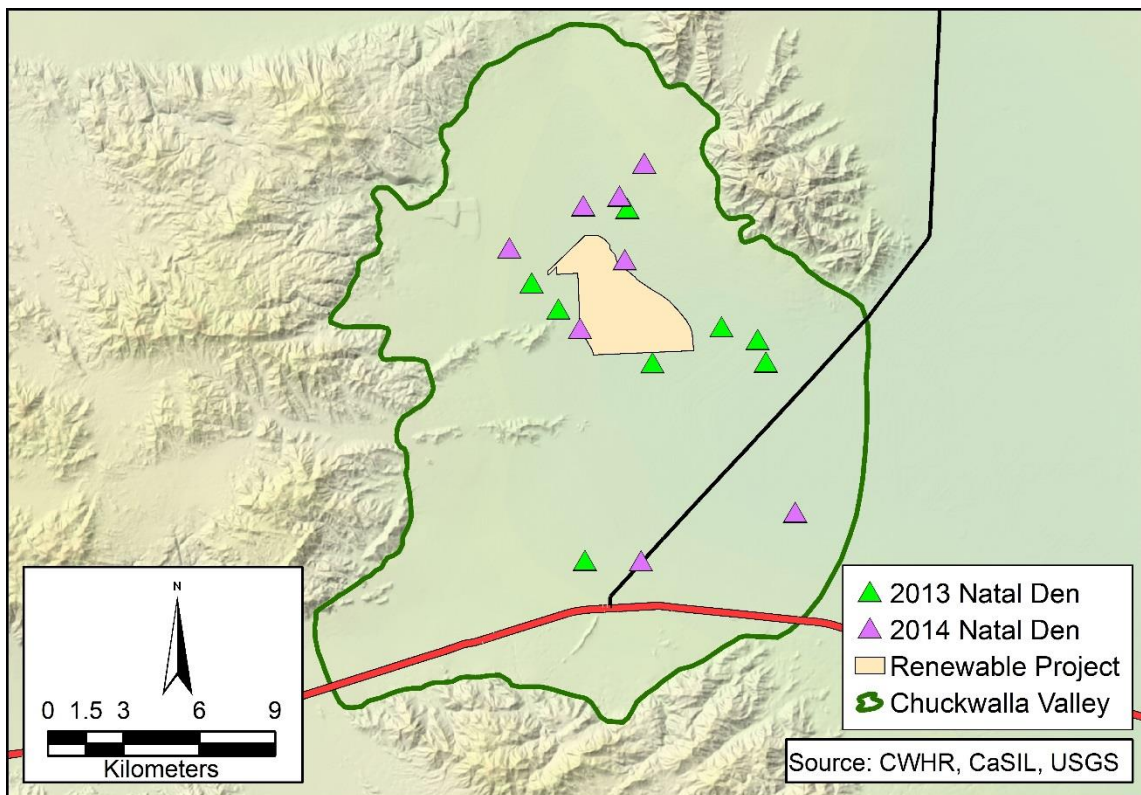 N
0 1.5 3 6 9
Kilometers
2013 Natal Den
2014 Natal Den
Renewable Project
Chuckwalla Valley
Source: CWHR, CaSIL, USGS